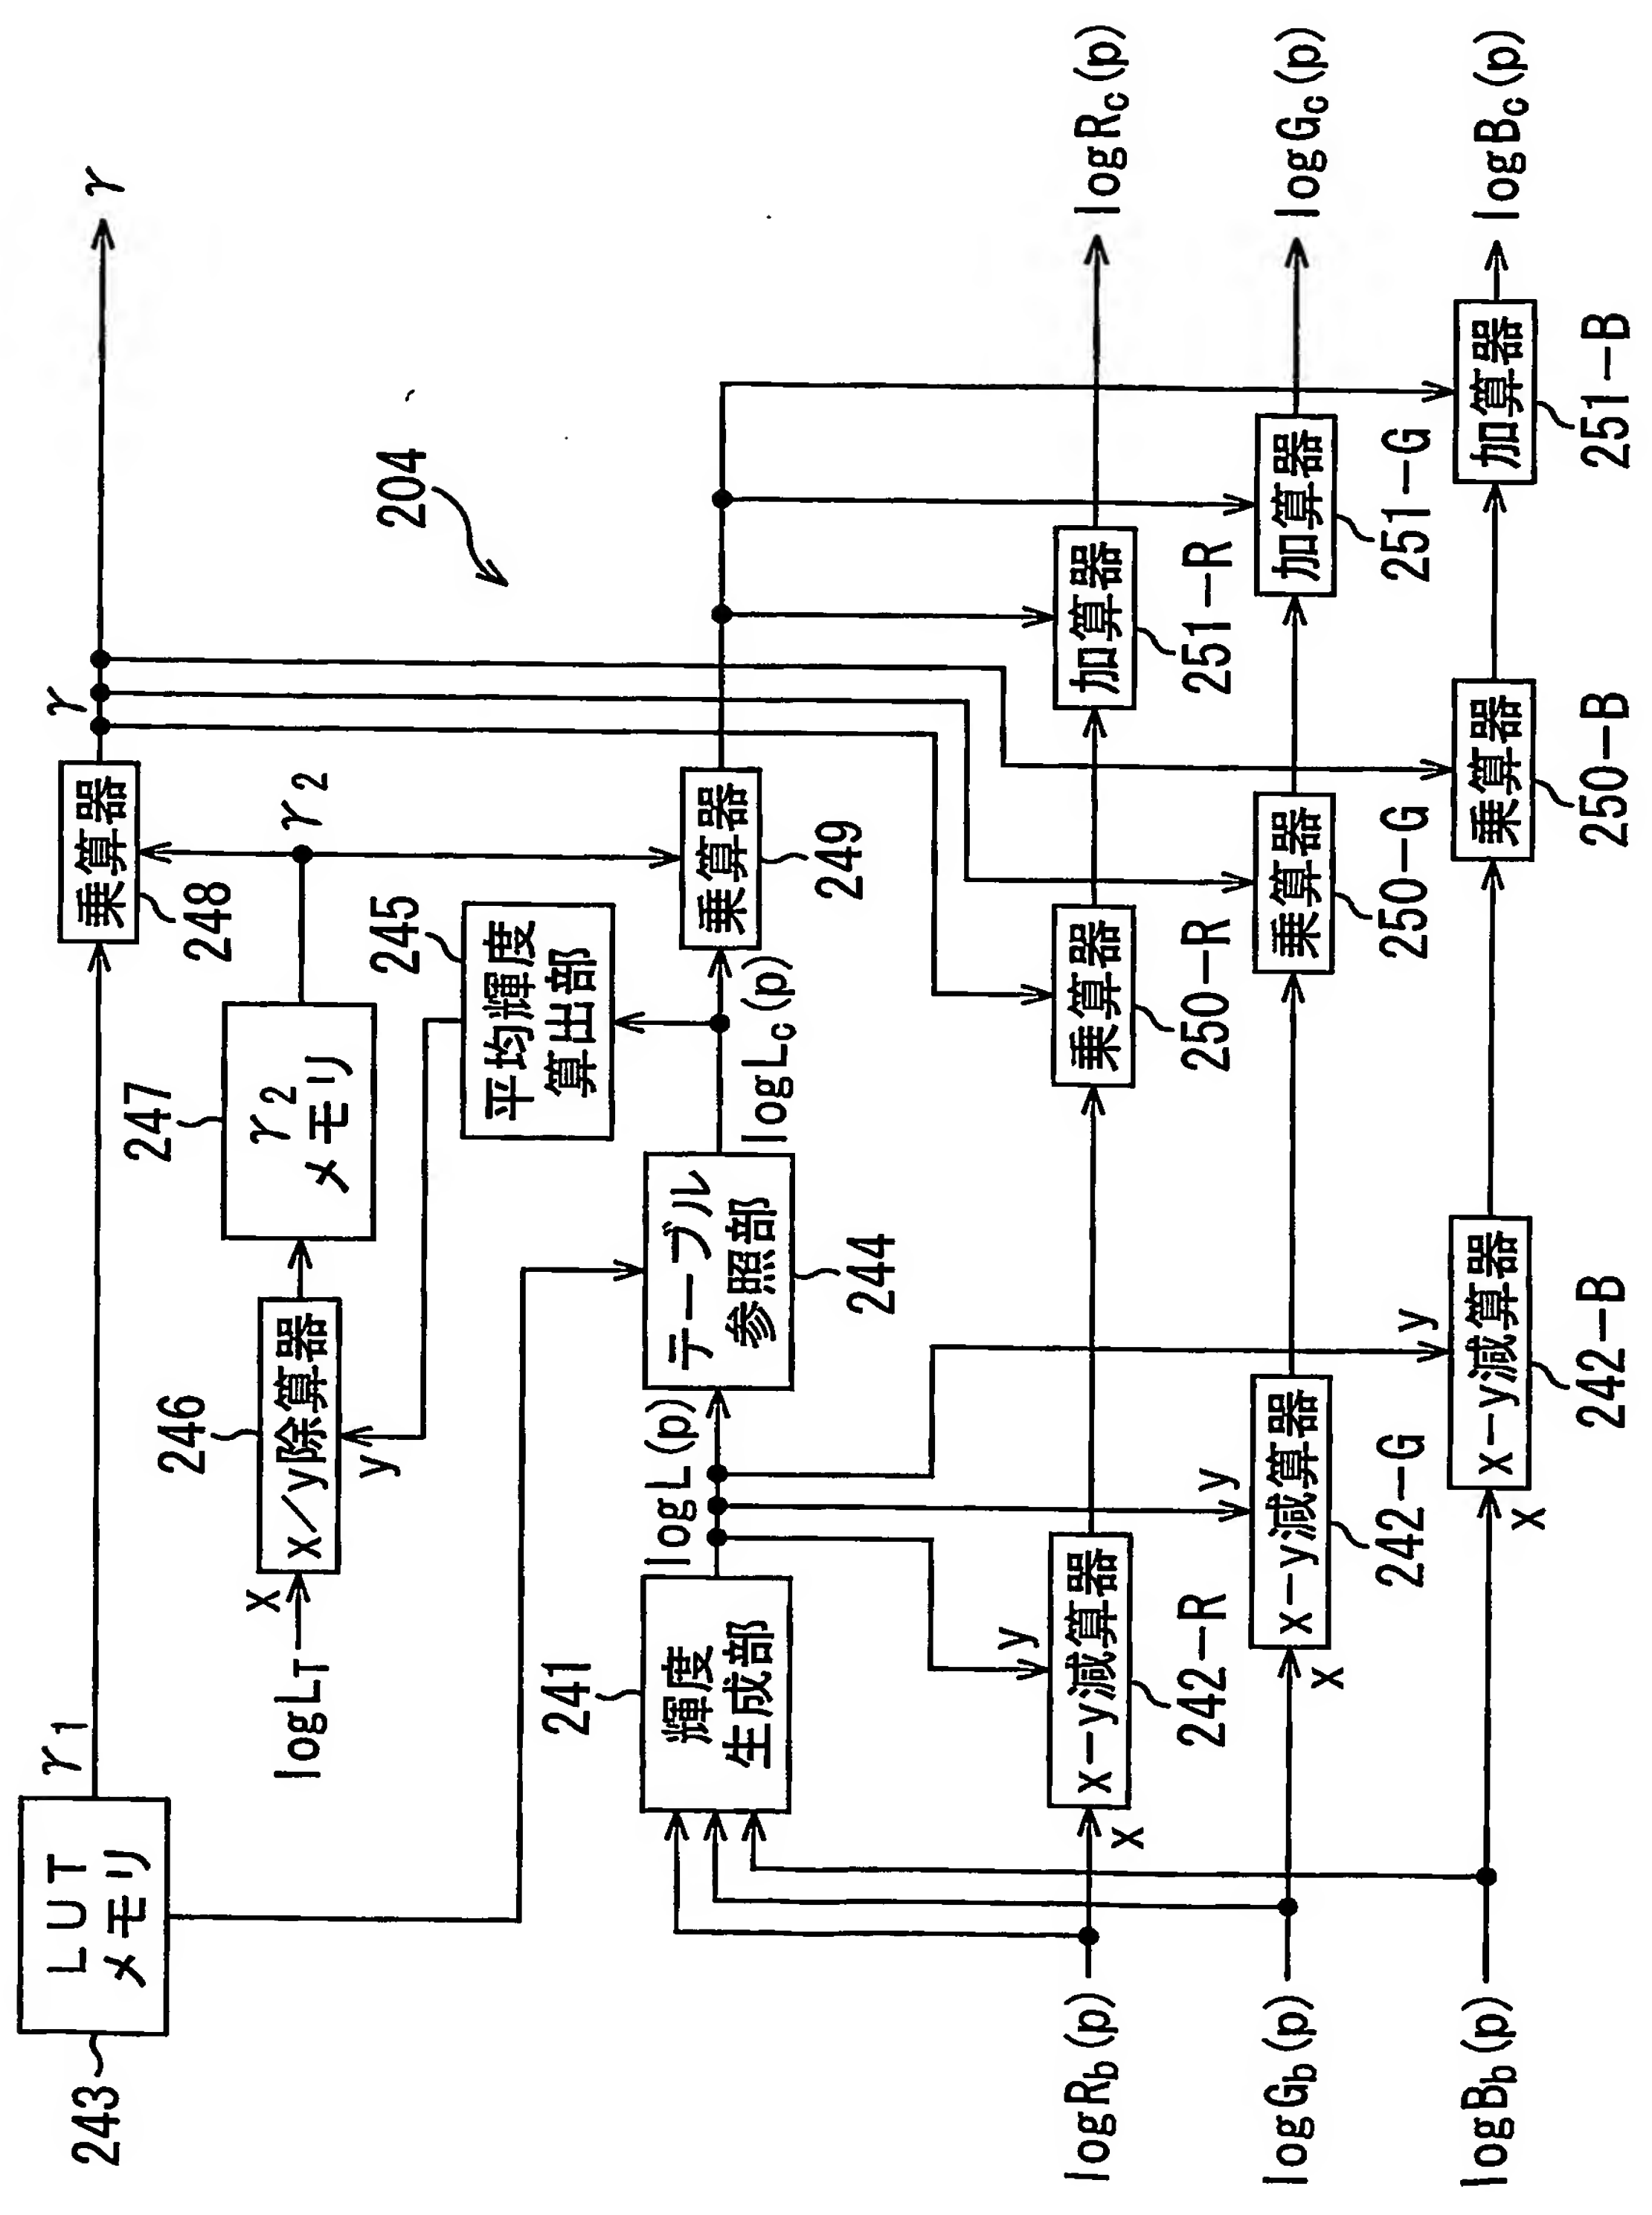 243
LUT
メモリ
γ1
乗算器
248
γ
γ
logLT
x
x/y除算器
246
y
247
γ2
メモリ
γ2
平均輝度
算出部
245
204
241
輝度
生成部
logL(p)
テーブル
参照部
244
logLc(p)
乗算器
249
logRb(p)
x
y
x-y減算器
242-R
乗算器
250-R
加算器
251-R
logRc(p)
logGb(p)
x
y
x-y減算器
242-G
乗算器
250-G
加算器
251-G
logGc(p)
logBb(p)
x
y
x-y減算器
242-B
乗算器
250-B
加算器
251-B
logBc(p)